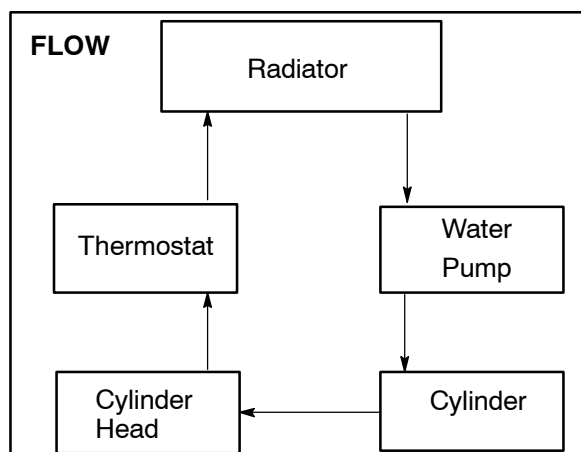 FLOW
Radiator
Thermostat
Water
Pump
Cylinder
Head
Cylinder